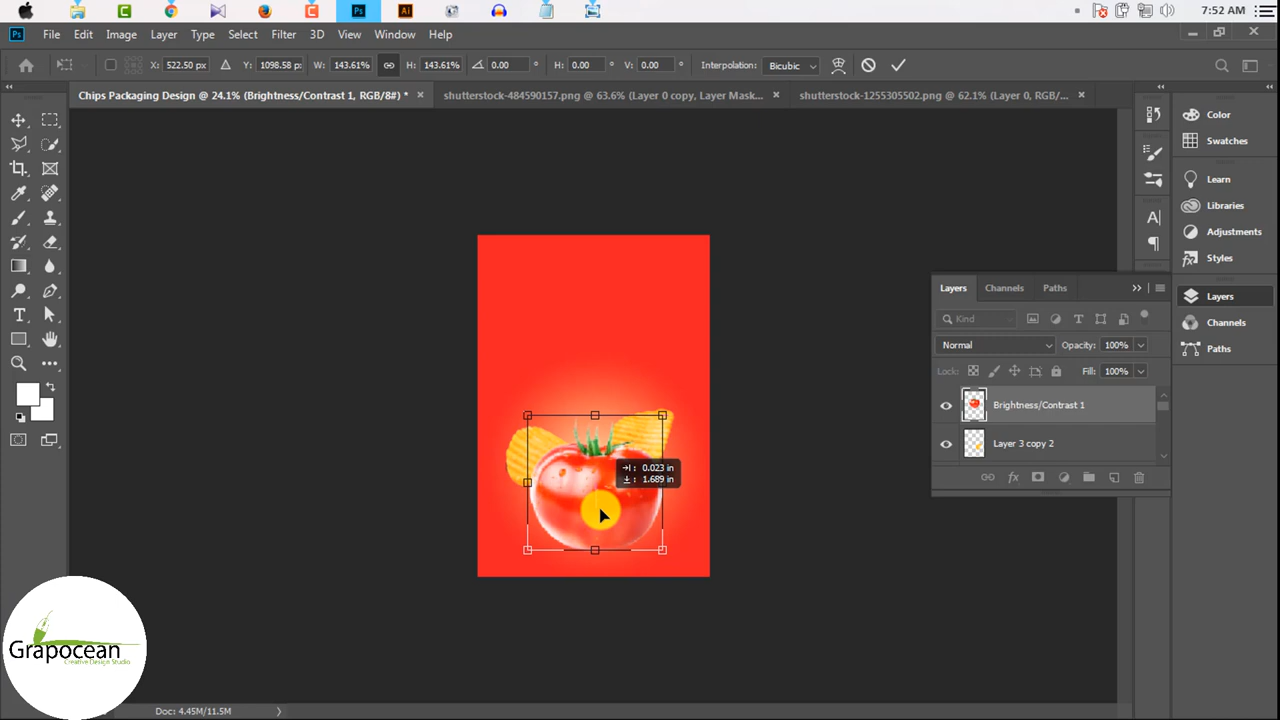 7:52 AM
Ps File Edit Image Layer Type Select Filter 3D View Window Help
X: 522.50 px Y: 1098.58 px W: 143.61% H: 143.61% 0.00 ° H: 0.00 ° V: 0.00 ° Interpolation: Bicubic
Chips Packaging Design @ 24.1% (Brightness/Contrast 1, RGB/8#) * × shutterstock-484590157.png @ 63.6% (Layer 0 copy, Layer Mask... × shutterstock-1255305502.png @ 62.1% (Layer 0, RGB/... ×
Color
Swatches
Learn
Libraries
Adjustments
Styles
Layers
Channels
Paths
Layers Channels Paths
Kind
Normal Opacity: 100%
Lock: Fill: 100%
Brightness/Contrast 1
Layer 3 copy 2
0.023 in
1.689 in
Grapocean
Creative Design Studio
Doc: 4.45M/11.5M